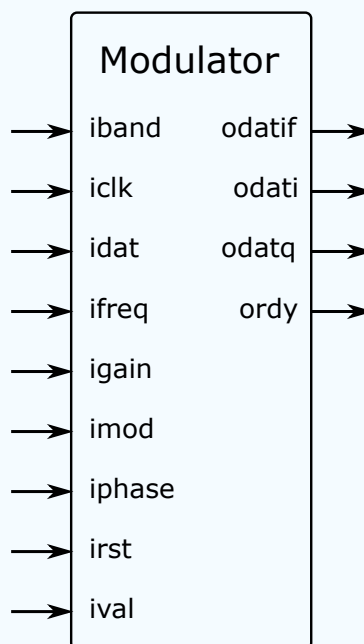 Modulator
iband odatif
iclk odati
idat odatq
ifreq ordy
igain
imod
iphase
irst
ival